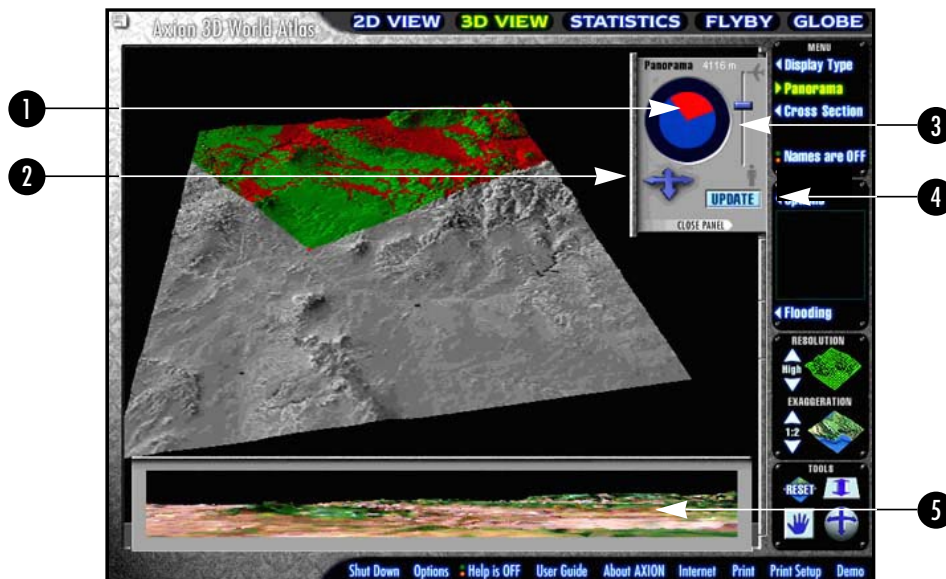 Axion 3D World Atlas
2D VIEW 3D VIEW STATISTICS FLYBY GLOBE
MENU
Display Type
Panorama
Cross Section
Names are OFF
Panorama 4116 m
UPDATE
CLOSE PANEL
1
2
3
4
5
Flooding
RESOLUTION
High
EXAGGERATION
1:2
TOOLS
RESET
Shut Down Options Help is OFF User Guide About AXION Internet Print Print Setup Demo